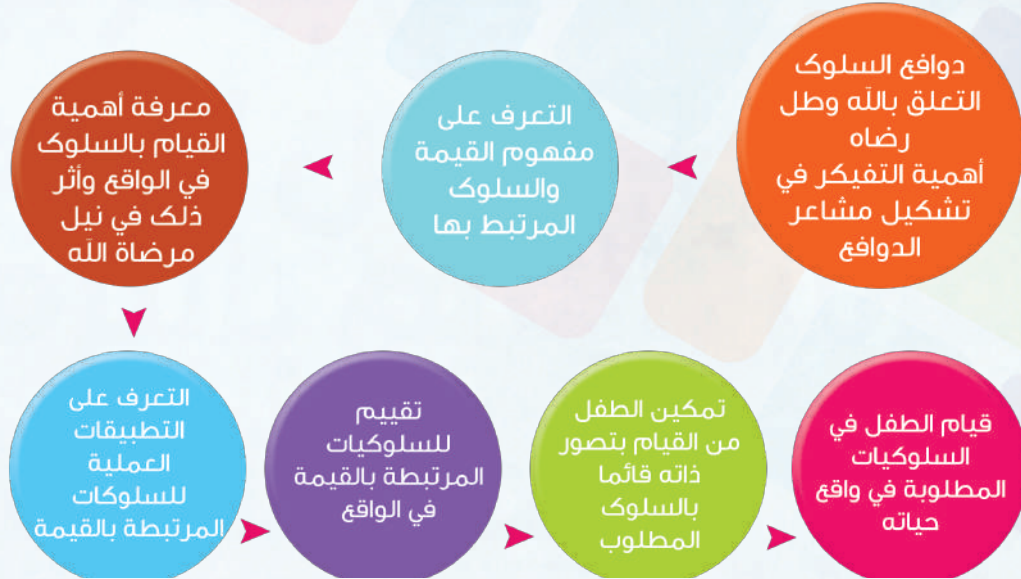 دوافع السلوك
التعلق بالله وطل
رضاه
أهمية التفيكر في
تشكيل مشاعر
الدوافع
التعرف على
مفهوم القيمة
والسلوك
المرتبط بها
معرفة أهمية
القيام بالسلوك
في الواقع وأثر
ذلك في نيل
مرضاة الله
التعرف على
التطبيقات
العملية
للسلوكات
المرتبطة بالقيمة
تقييم
للسلوكيات
المرتبطة بالقيمة
في الواقع
تمكين الطفل
من القيام بتصور
ذاته قائما
بالسلوك
المطلوب
قيام الطفل في
السلوكيات
المطلوبة في واقع
حياته